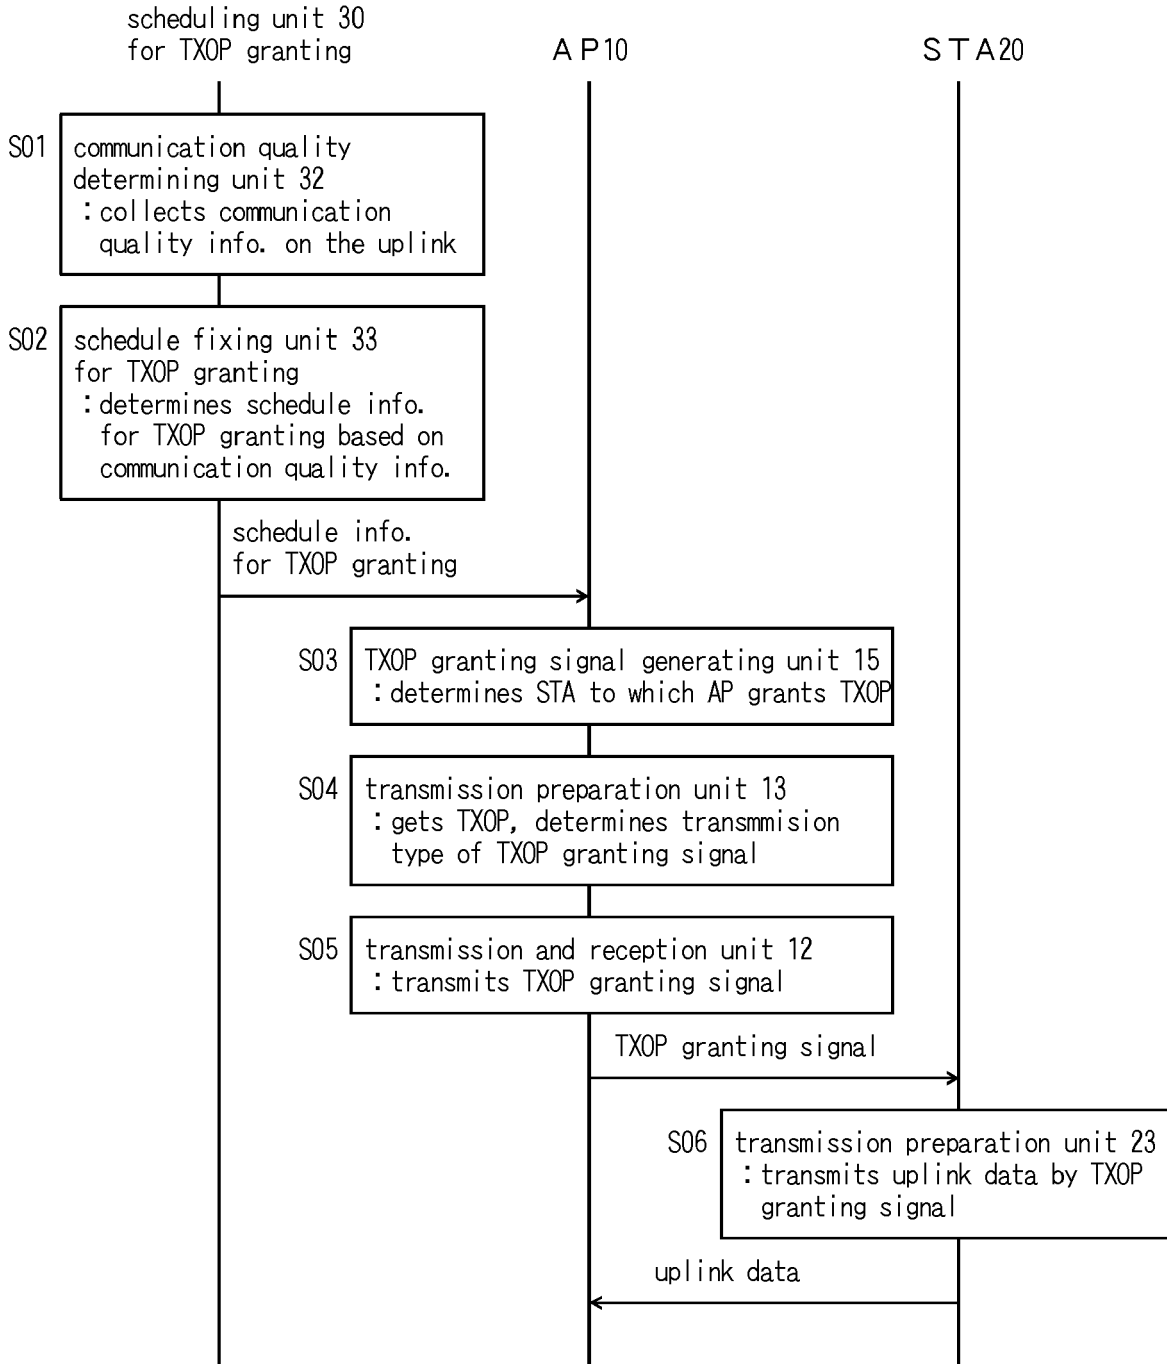 scheduling unit 30
for TXOP granting
AP10
STA20
S01
communication quality
determining unit 32
:collects communication
quality info. on the uplink
S02
schedule fixing unit 33
for TXOP granting
:determines schedule info.
for TXOP granting based on
communication quality info.
schedule info.
for TXOP granting
S03
TXOP granting signal generating unit 15
:determines STA to which AP grants TXOP
S04
transmission preparation unit 13
:gets TXOP, determines transmmision
type of TXOP granting signal
S05
transmission and reception unit 12
:transmits TXOP granting signal
TXOP granting signal
S06
transmission preparation unit 23
:transmits uplink data by TXOP
granting signal
uplink data